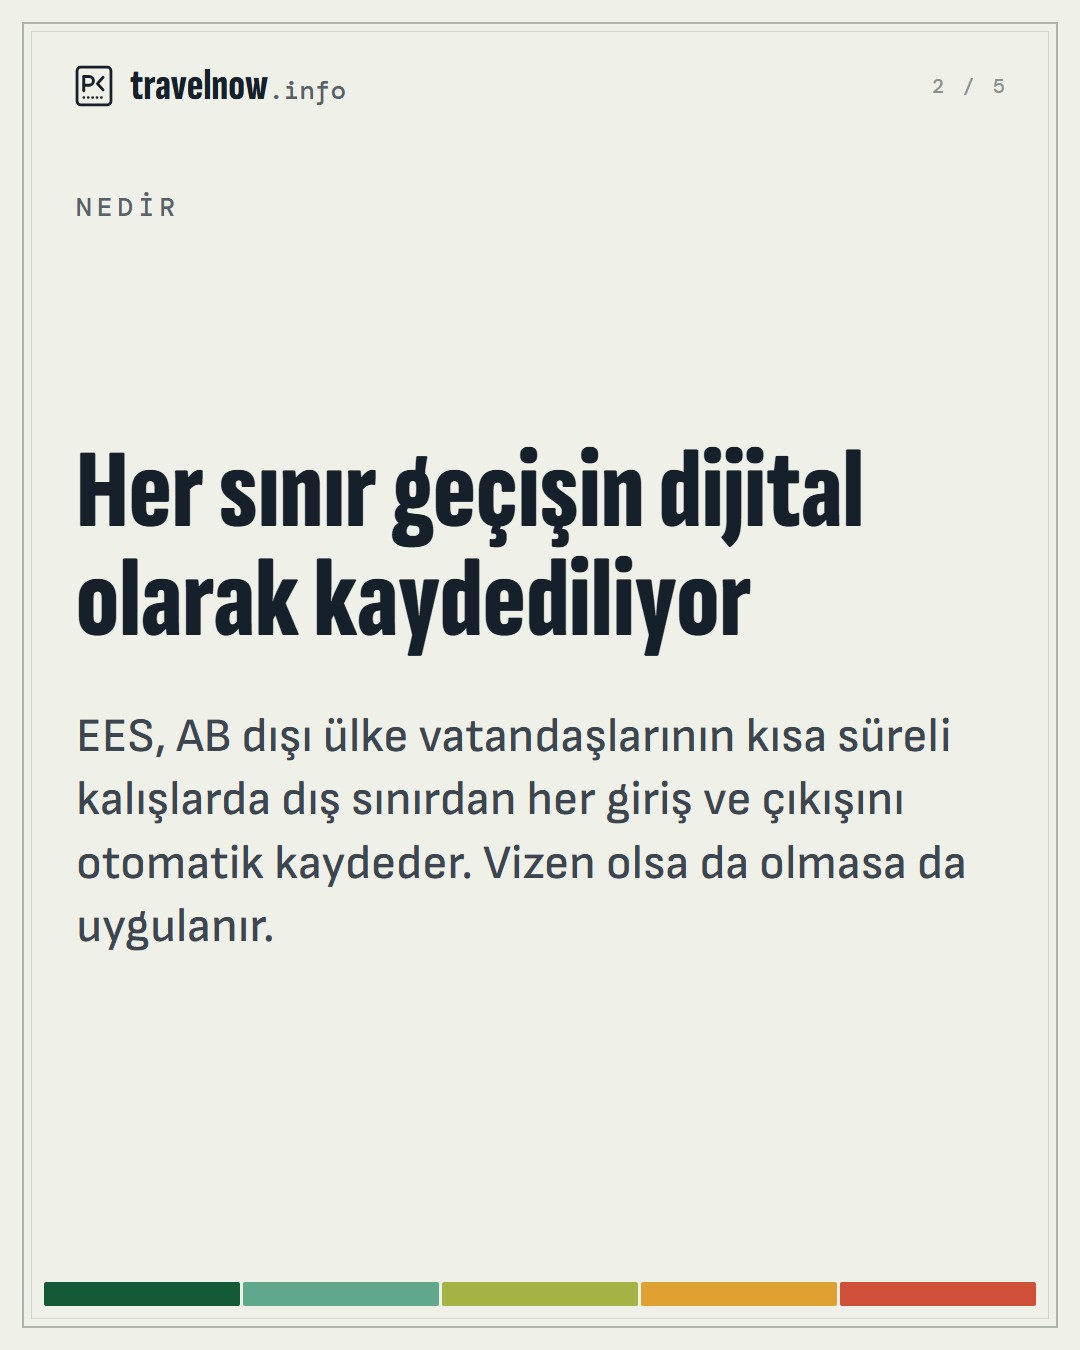 travelnow.info
2 / 5
NEDİR
Her sınır geçişin dijital
olarak kaydediliyor
EES, AB dışı ülke vatandaşlarının kısa süreli
kalışlarda dış sınırdan her giriş ve çıkışını
otomatik kaydeder. Vizen olsa da olmasa da
uygulanır.